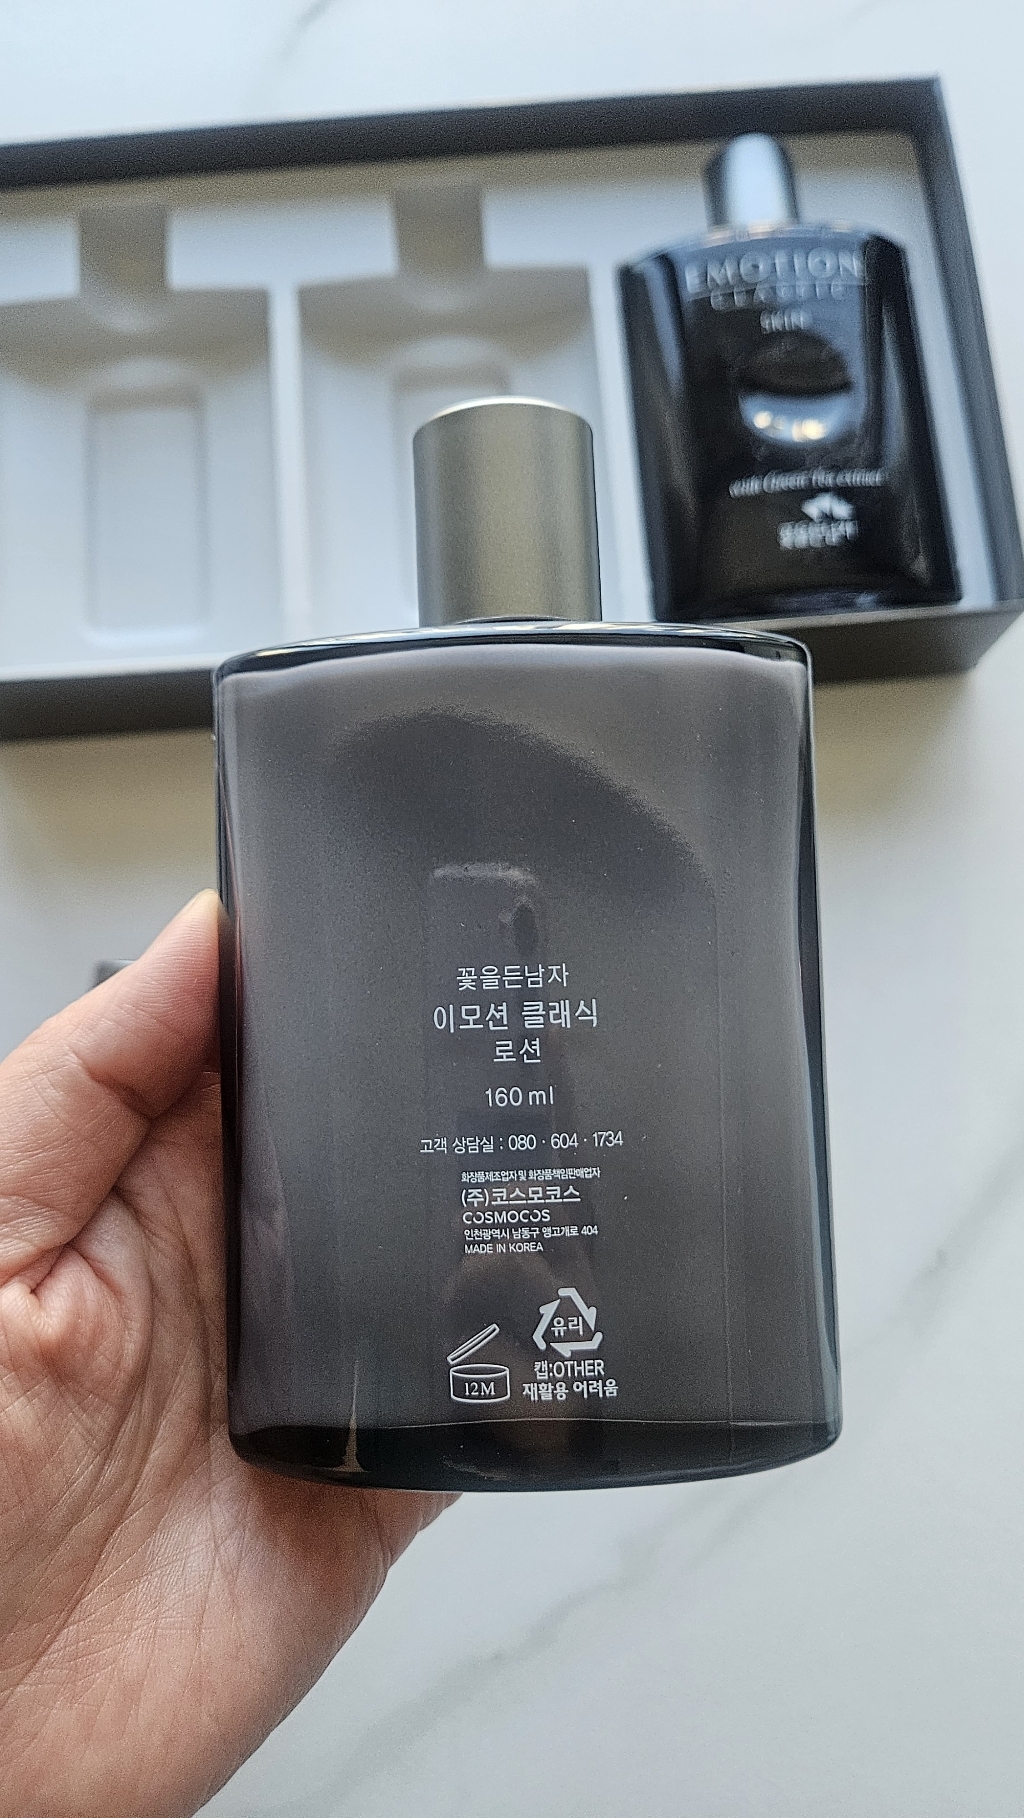 EMOTION
CLASSIC
SKIN
꽃을든남자
이모션 클래식
로션
160 ml
고객 상담실 : 080 · 604 · 1734
화장품제조업자 및 화장품책임판매업자
(주)코스모코스
COSMOCOS
인천광역시 남동구 앵고개로 404
MADE IN KOREA
유리
캡:OTHER
재활용 어려움
12M